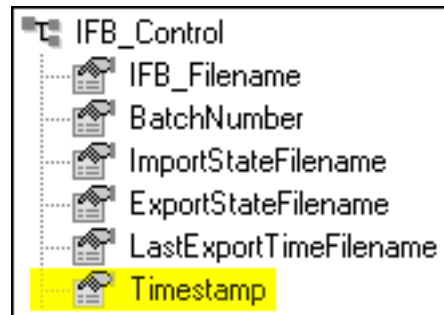 IFB_Control
IFB_Filename
BatchNumber
ImportStateFilename
ExportStateFilename
LastExportTimeFilename
Timestamp